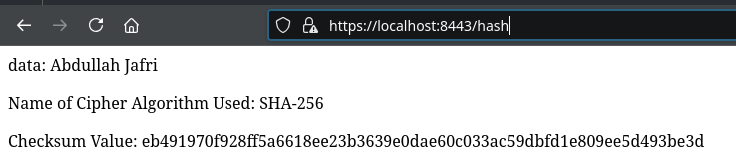 https://localhost:8443/hash
data: Abdullah Jafri
Name of Cipher Algorithm Used: SHA-256
Checksum Value: eb491970f928ff5a6618ee23b3639e0dae60c033ac59dbfd1e809ee5d493be3d